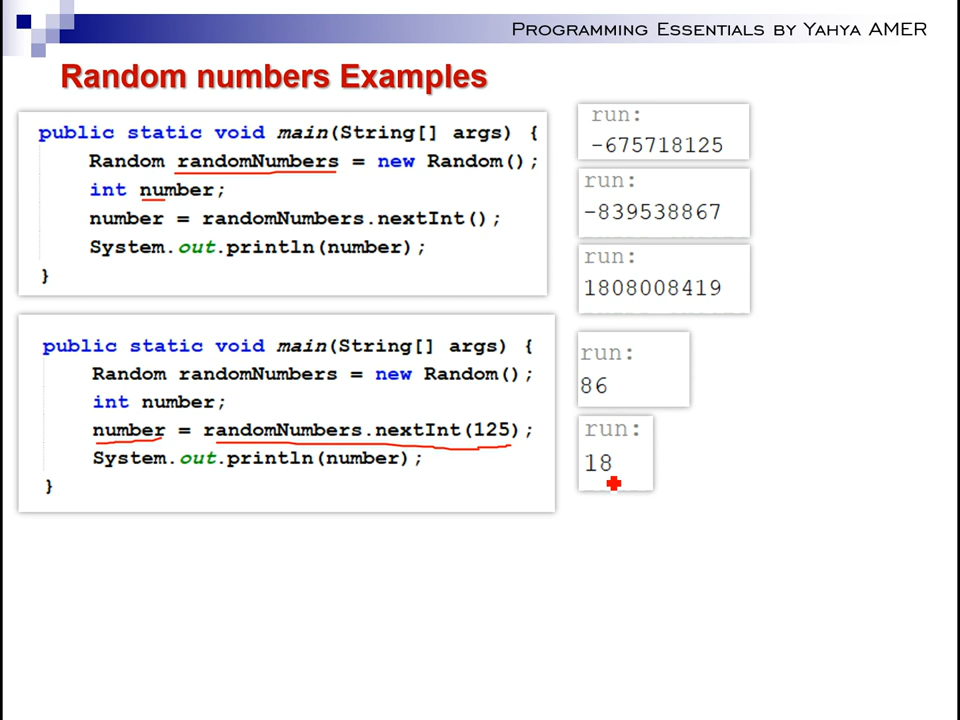 PROGRAMMING ESSENTIALS BY YAHYA AMER
Random numbers Examples
public static void main(String[] args) {
Random randomNumbers = new Random();
int number;
number = randomNumbers.nextInt();
System.out.println(number);
}
run:
-675718125
run:
-839538867
run:
1808008419
public static void main(String[] args) {
Random randomNumbers = new Random();
int number;
number = randomNumbers.nextInt(125);
System.out.println(number);
}
run:
86
run:
18